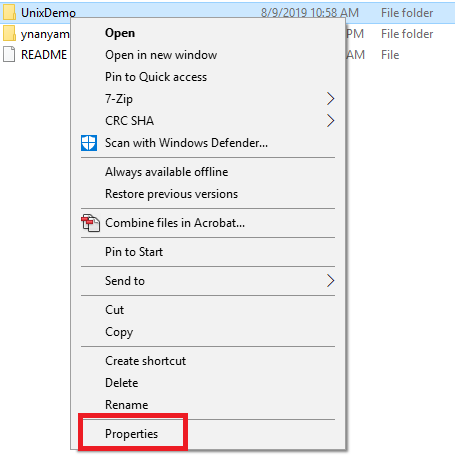 UnixDemo 8/9/2019 10:58 AM File folder
ynanyam PM File folder
README AM File
Open
Open in new window
Pin to Quick access
7-Zip
CRC SHA
Scan with Windows Defender...
Always available offline
Restore previous versions
Combine files in Acrobat...
Pin to Start
Send to
Cut
Copy
Create shortcut
Delete
Rename
Properties